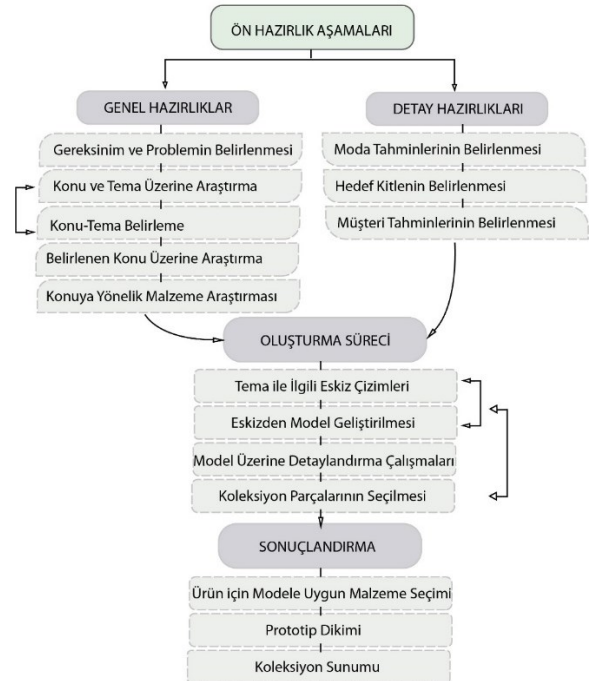 ÖN HAZIRLIK AŞAMALARI
GENEL HAZIRLIKLAR
Gereksinim ve Problemin Belirlenmesi
Konu ve Tema Üzerine Araştırma
Konu-Tema Belirleme
Belirlenen Konu Üzerine Araştırma
Konuya Yönelik Malzeme Araştırması
DETAY HAZIRLIKLARI
Moda Tahminlerinin Belirlenmesi
Hedef Kitlenin Belirlenmesi
Müşteri Tahminlerinin Belirlenmesi
OLUŞTURMA SÜRECİ
Tema ile İlgili Eskiz Çizimleri
Eskizden Model Geliştirilmesi
Model Üzerine Detaylandırma Çalışmaları
Koleksiyon Parçalarının Seçilmesi
SONUÇLANDIRMA
Ürün için Modele Uygun Malzeme Seçimi
Prototip Dikimi
Koleksiyon Sunumu